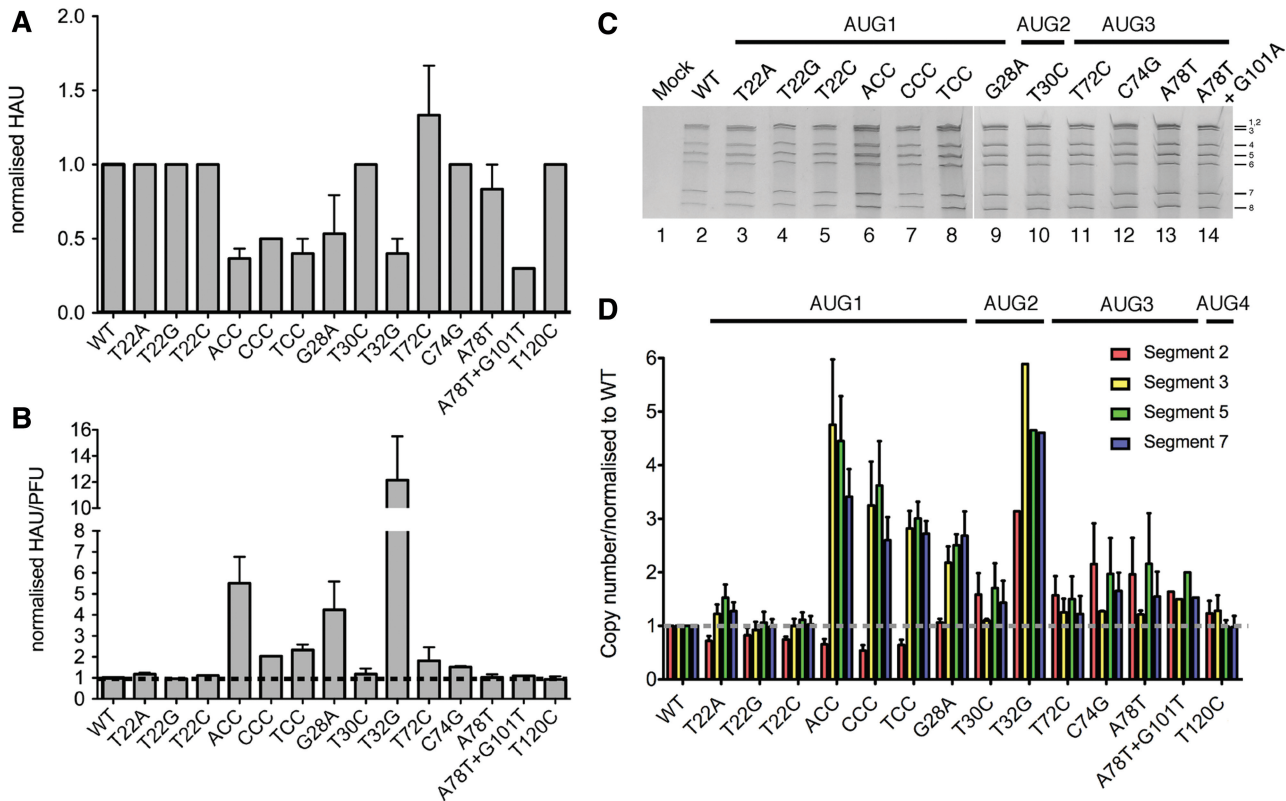 A
normalised HAU
2.0
1.5
1.0
0.5
0.0
WT T22A T22G T22C ACC CCC TCC G28A T30C T32G T72C C74G A78T A78T+G101T T120C
B
normalised HAU/PFU
16
14
12
10
8
7
6
5
4
3
2
1
0
WT T22A T22G T22C ACC CCC TCC G28A T30C T32G T72C C74G A78T A78T+G101T T120C
C
AUG1 AUG2 AUG3
Mock WT T22A T22G T22C ACC CCC TCC G28A T30C T72C C74G A78T A78T + G101A
1,2
3
4
5
6
7
8
1 2 3 4 5 6 7 8 9 10 11 12 13 14
D
AUG1 AUG2 AUG3 AUG4
Copy number/normalised to WT
6
5
4
3
2
1
0
Segment 2
Segment 3
Segment 5
Segment 7
WT T22A T22G T22C ACC CCC TCC G28A T30C T32G T72C C74G A78T A78T+G101T T120C